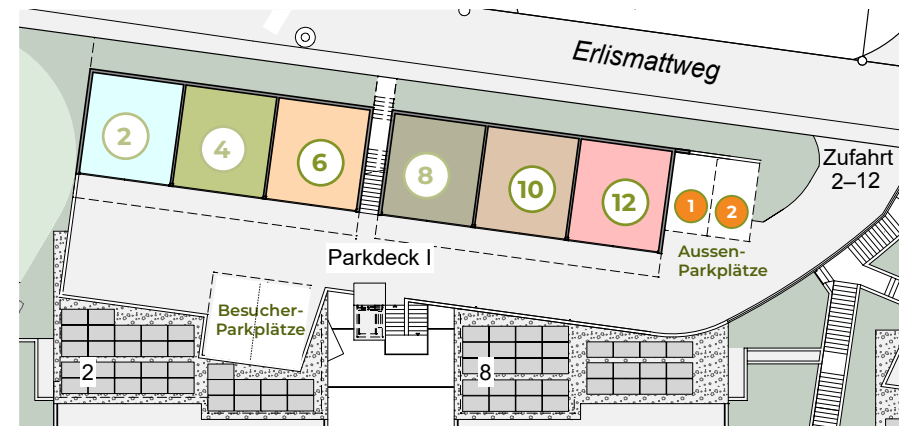 Erlismattweg
2
4
6
8
10
12
1
2
Zufahrt
2–12
Aussen-
Parkplätze
Parkdeck I
Besucher-
Parkplätze
2
8